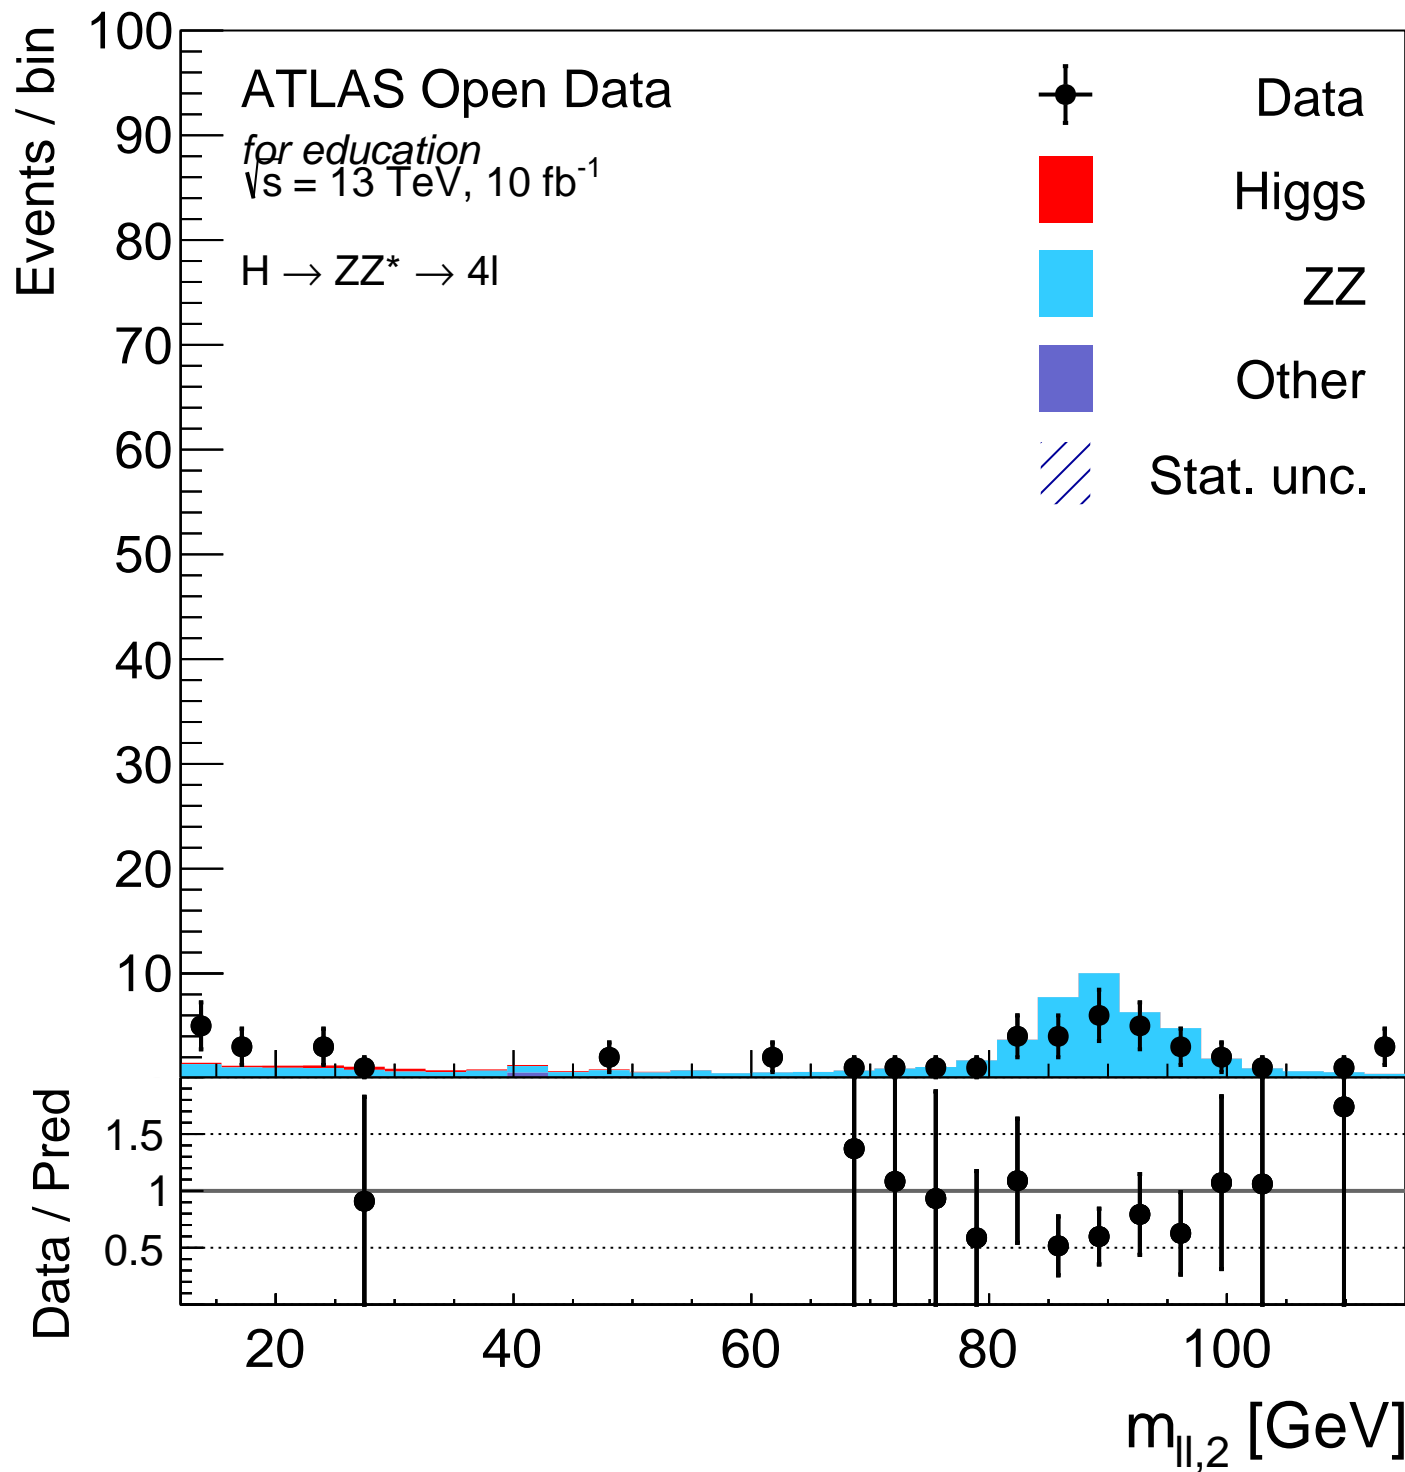 Events / bin
100
90
80
70
60
50
40
30
20
10
ATLAS Open Data
for education
√s = 13 TeV, 10 fb⁻¹
H → ZZ* → 4l
Data
Higgs
ZZ
Other
Stat. unc.
Data / Pred
1.5
1
0.5
20 40 60 80 100
m_ll,2 [GeV]